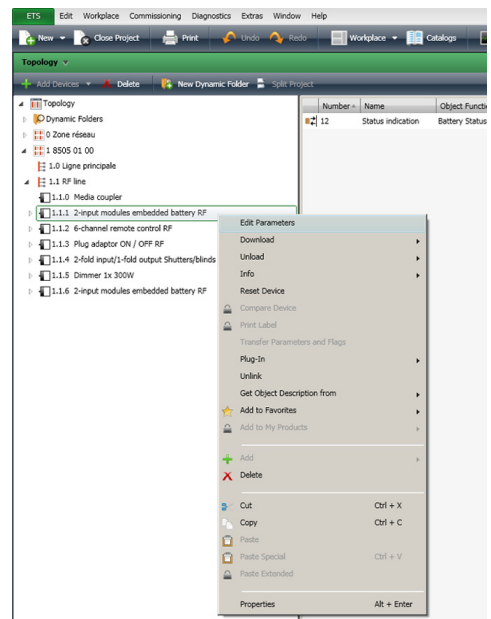 ETS Edit Workplace Commissioning Diagnostics Extras Window Help
New Close Project Print Undo Redo Workplace Catalogs
Topology
Add Devices Delete New Dynamic Folder Split Project
Topology
Dynamic Folders
0 Zone réseau
1 8505 01 00
1.0 Ligne principale
1.1 RF line
1.1.0 Media coupler
1.1.1 2-input modules embedded battery RF
1.1.2 6-channel remote control RF
1.1.3 Plug adaptor ON / OFF RF
1.1.4 2-fold input/1-fold output Shutters/blinds
1.1.5 Dimmer 1x 300W
1.1.6 2-input modules embedded battery RF
Number Name Object Functi
12 Status indication Battery Status
Edit Parameters
Download
Unload
Info
Reset Device
Compare Device
Print Label
Transfer Parameters and Flags
Plug-In
Unlink
Get Object Description from
Add to Favorites
Add to My Products
Add
Delete
Cut Ctrl + X
Copy Ctrl + C
Paste
Paste Special Ctrl + V
Paste Extended
Properties Alt + Enter